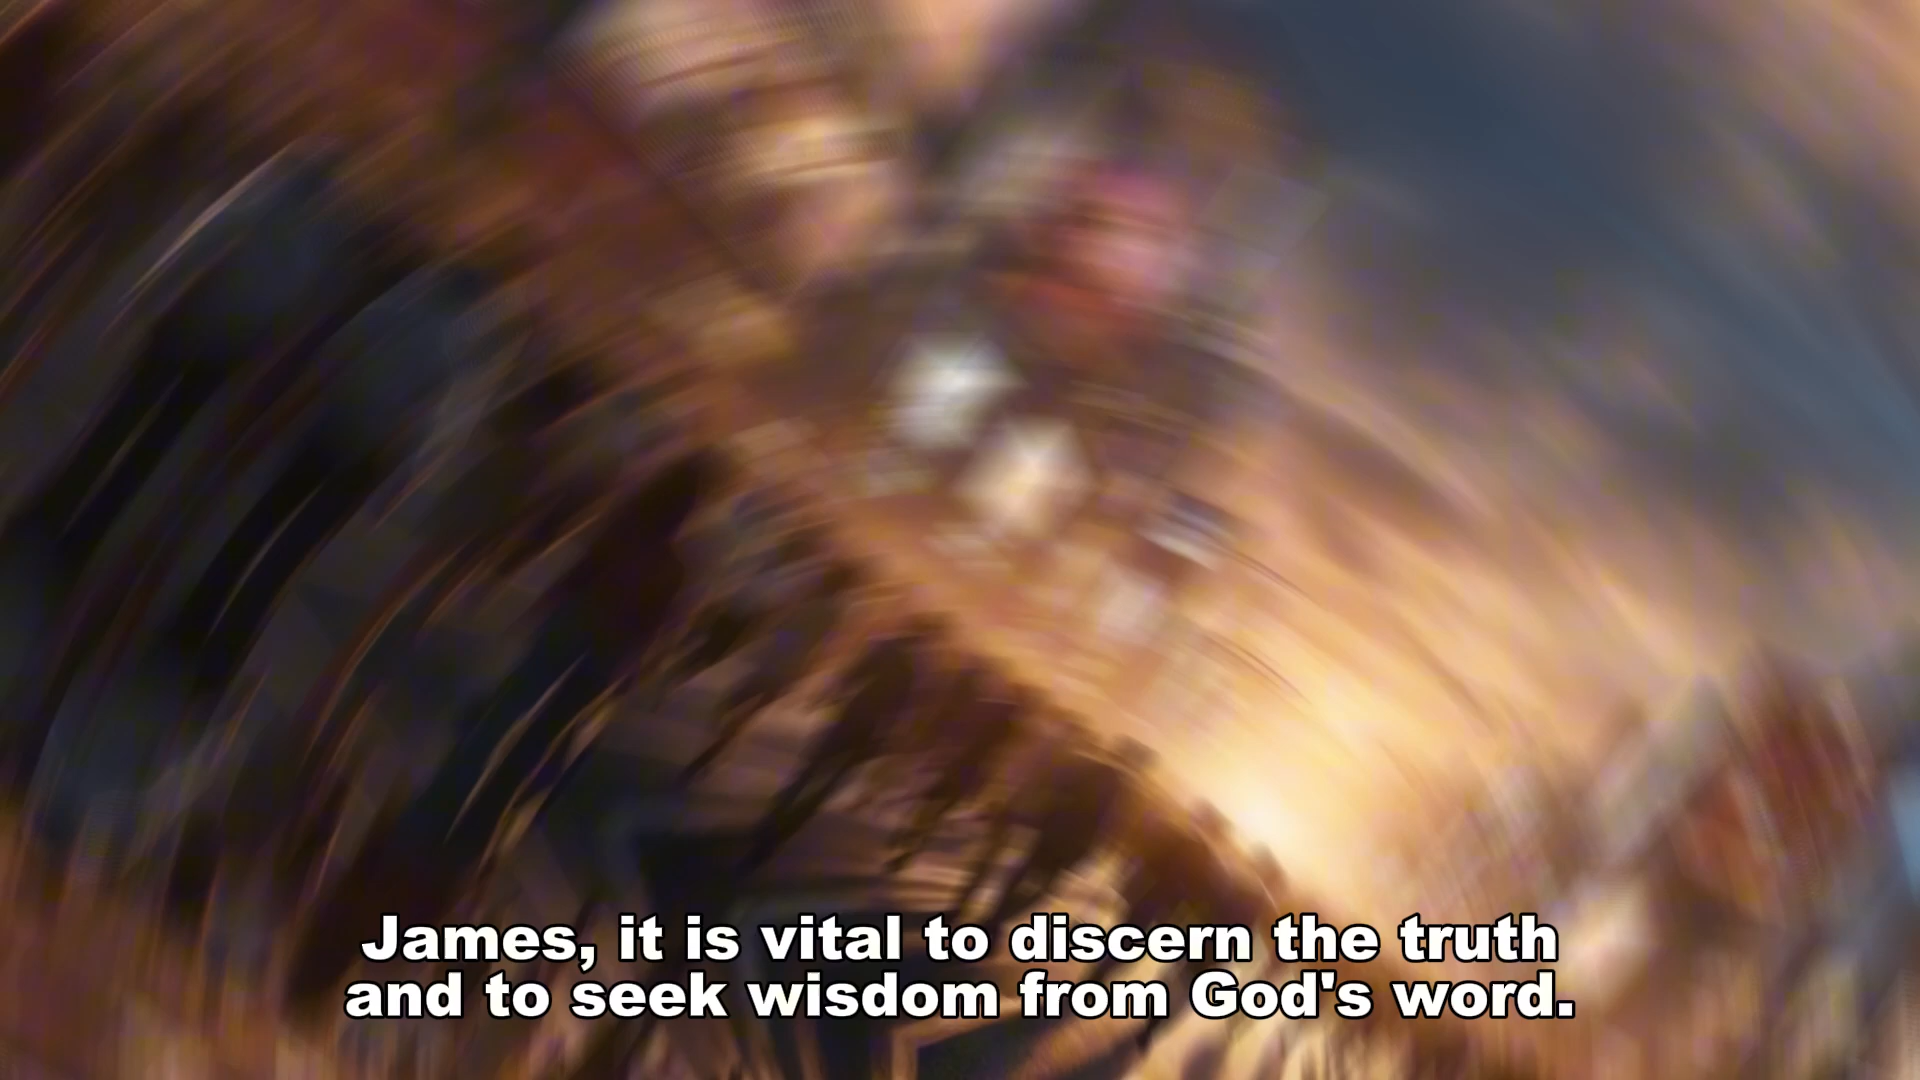 James, it is vital to discern the truth
and to seek wisdom from God's word.